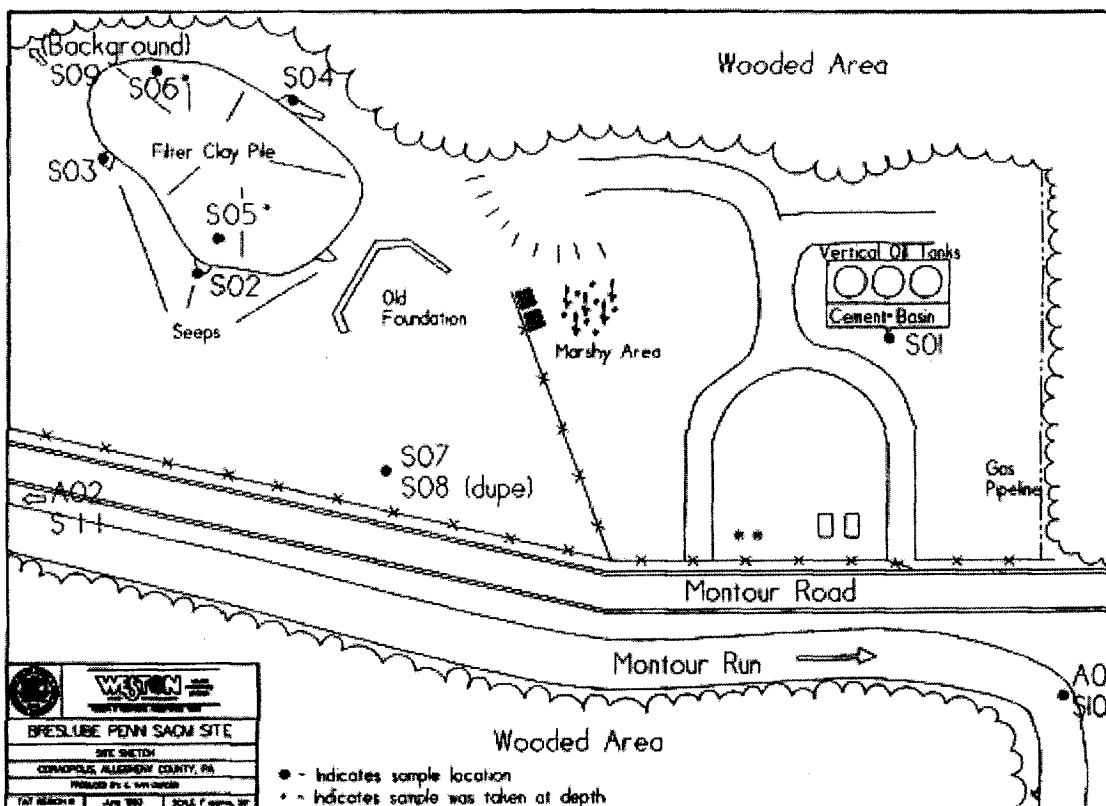 (Background)
S09
S06*
S04
Wooded Area
Filter Clay Pile
S03
S05*
S02
Seeps
Old
Foundation
Marshy Area
Vertical Oil Tanks
Cement-Basin
S01
Gas
Pipeline
S07
S08 (dupe)
A02
S11
Montour Road
Montour Run
A0
S10
WESTON
BRESLUBE PENN SACM SITE
SITE SKETCH
CORAOPOLIS, ALLEGHENY COUNTY, PA
Wooded Area
● - Indicates sample location
* - Indicates sample was taken at depth